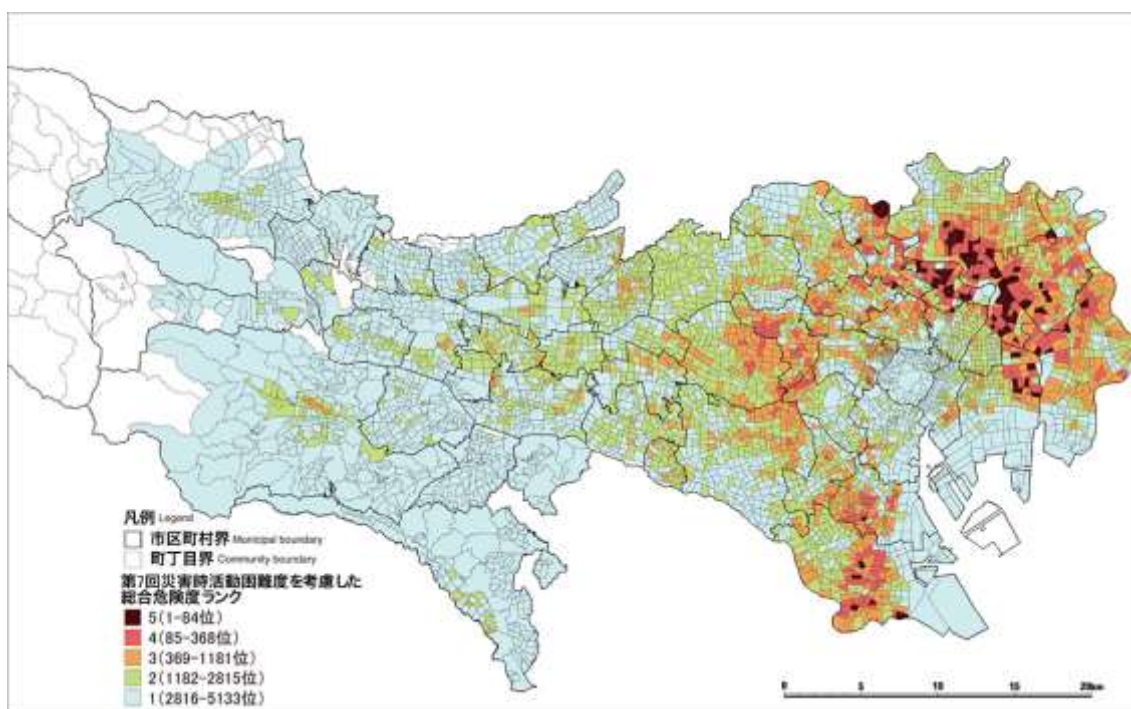 凡例 Legend
市区町村界 Municipal boundary
町丁目界 Community boundary
第7回災害時活動困難度を考慮した
総合危険度ランク
5(1-84位)
4(85-368位)
3(369-1181位)
2(1182-2815位)
1(2816-5133位)
0 5 10 15 20km